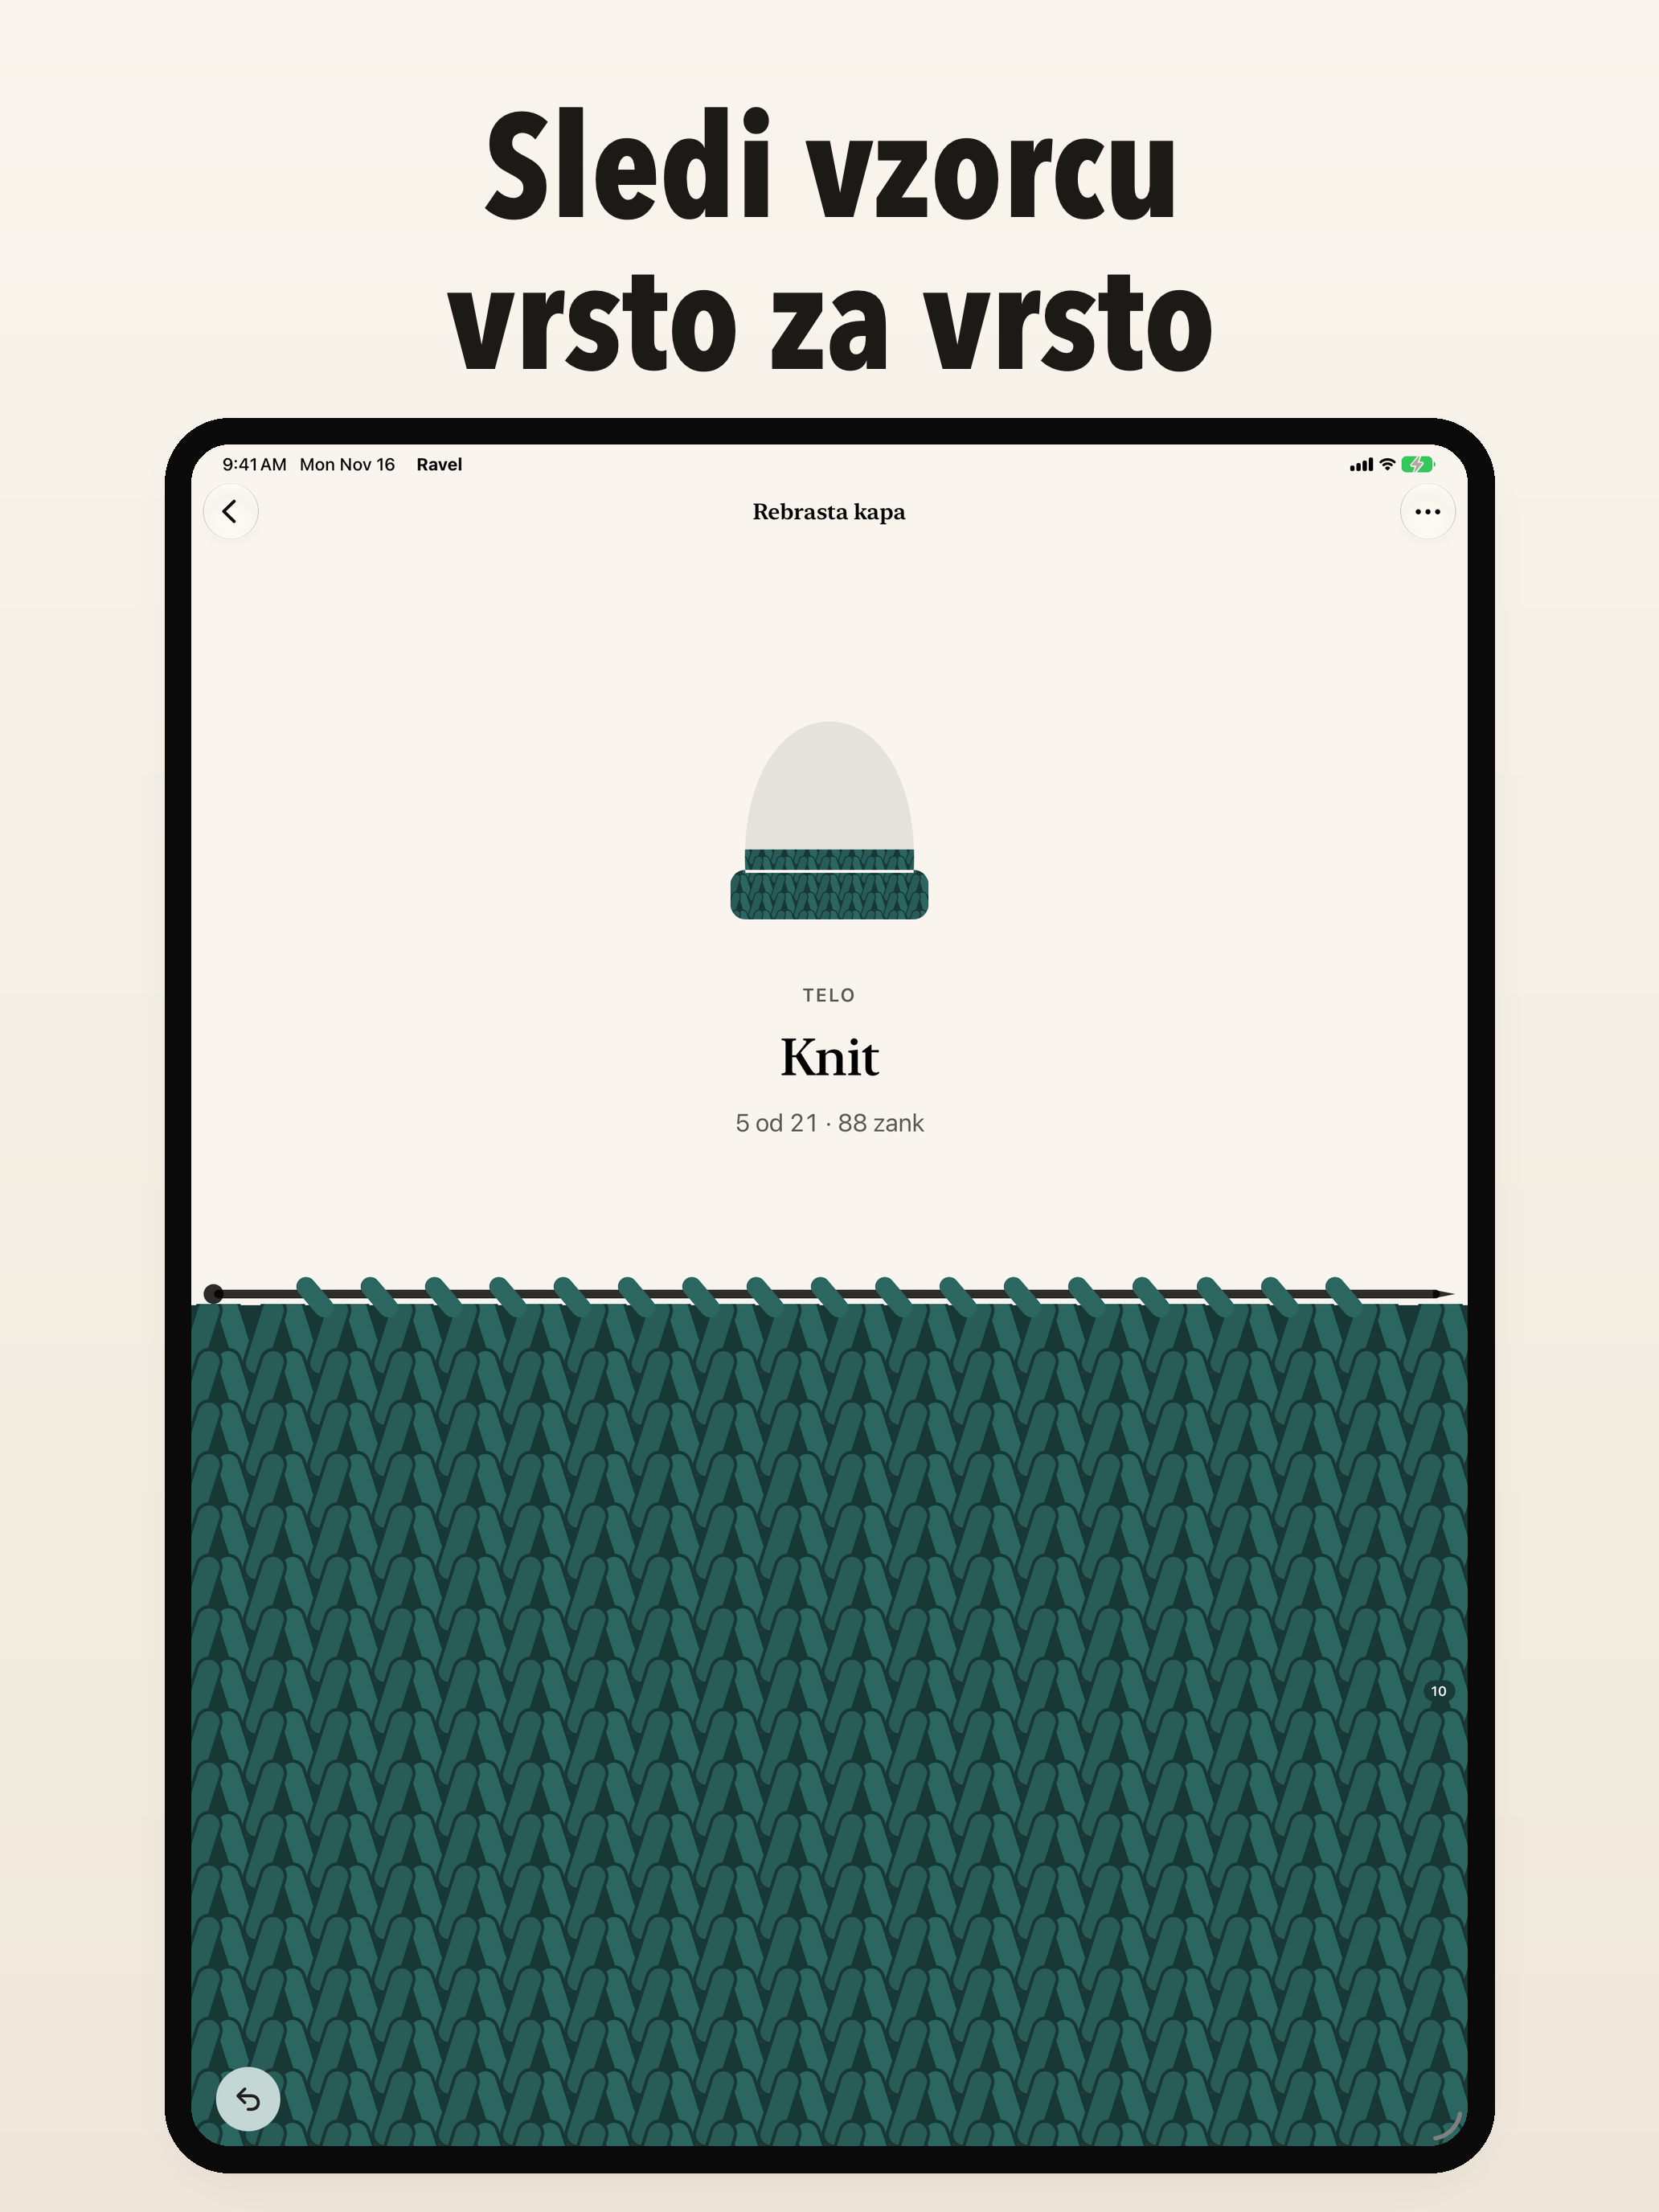 Sledi vzorcu
vrsto za vrsto
9:41 AM Mon Nov 16 Ravel
Rebrasta kapa
TELO
Knit
5 od 21 · 88 zank
10